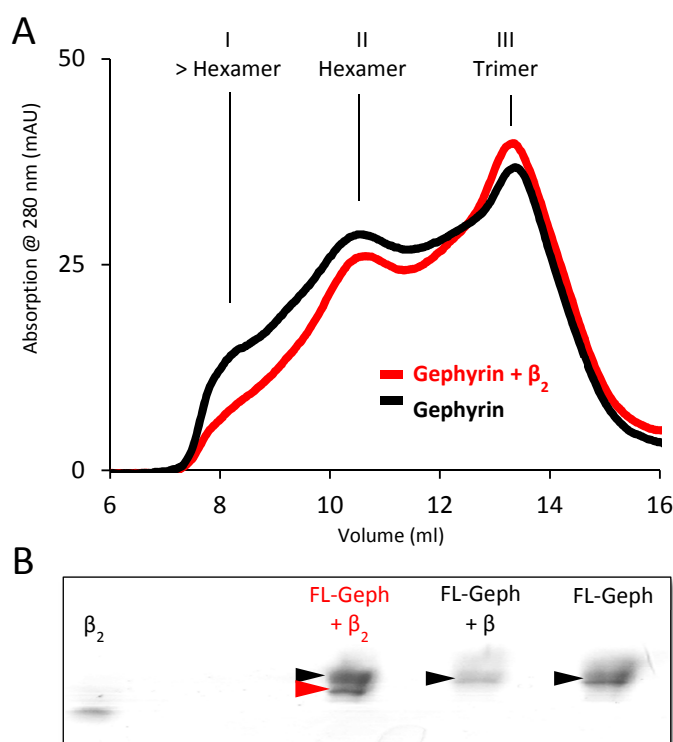 A
I II III
> Hexamer Hexamer Trimer
50
25
0
Absorption @ 280 nm (mAU)
Gephyrin + β₂
Gephyrin
6 8 10 12 14 16
Volume (ml)
B
β₂
FL-Geph
+ β₂
FL-Geph
+ β
FL-Geph